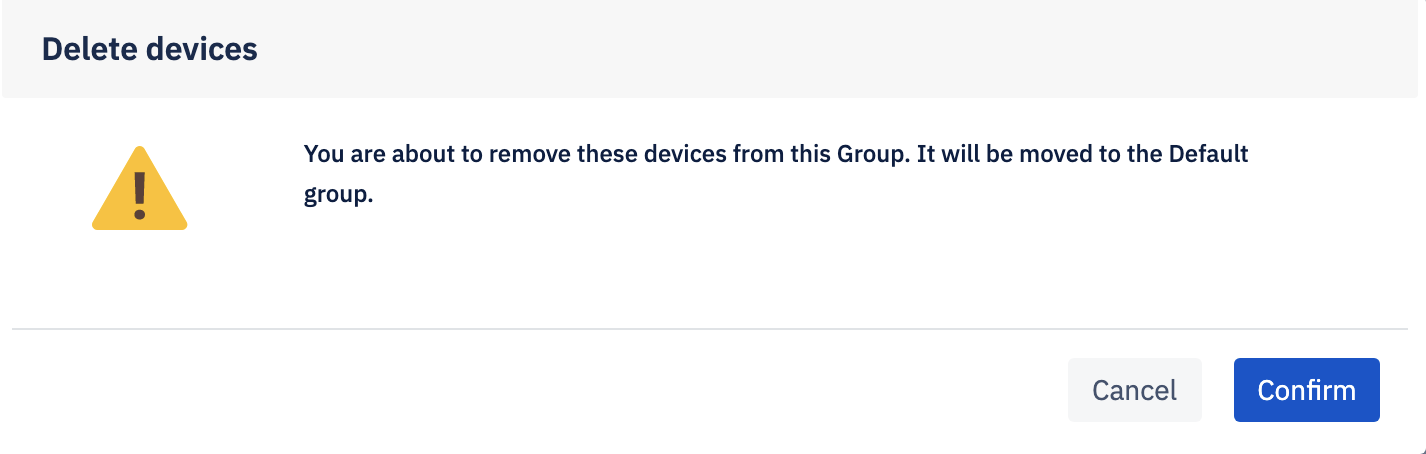 Delete devices
You are about to remove these devices from this Group. It will be moved to the Default
group.
Cancel
Confirm